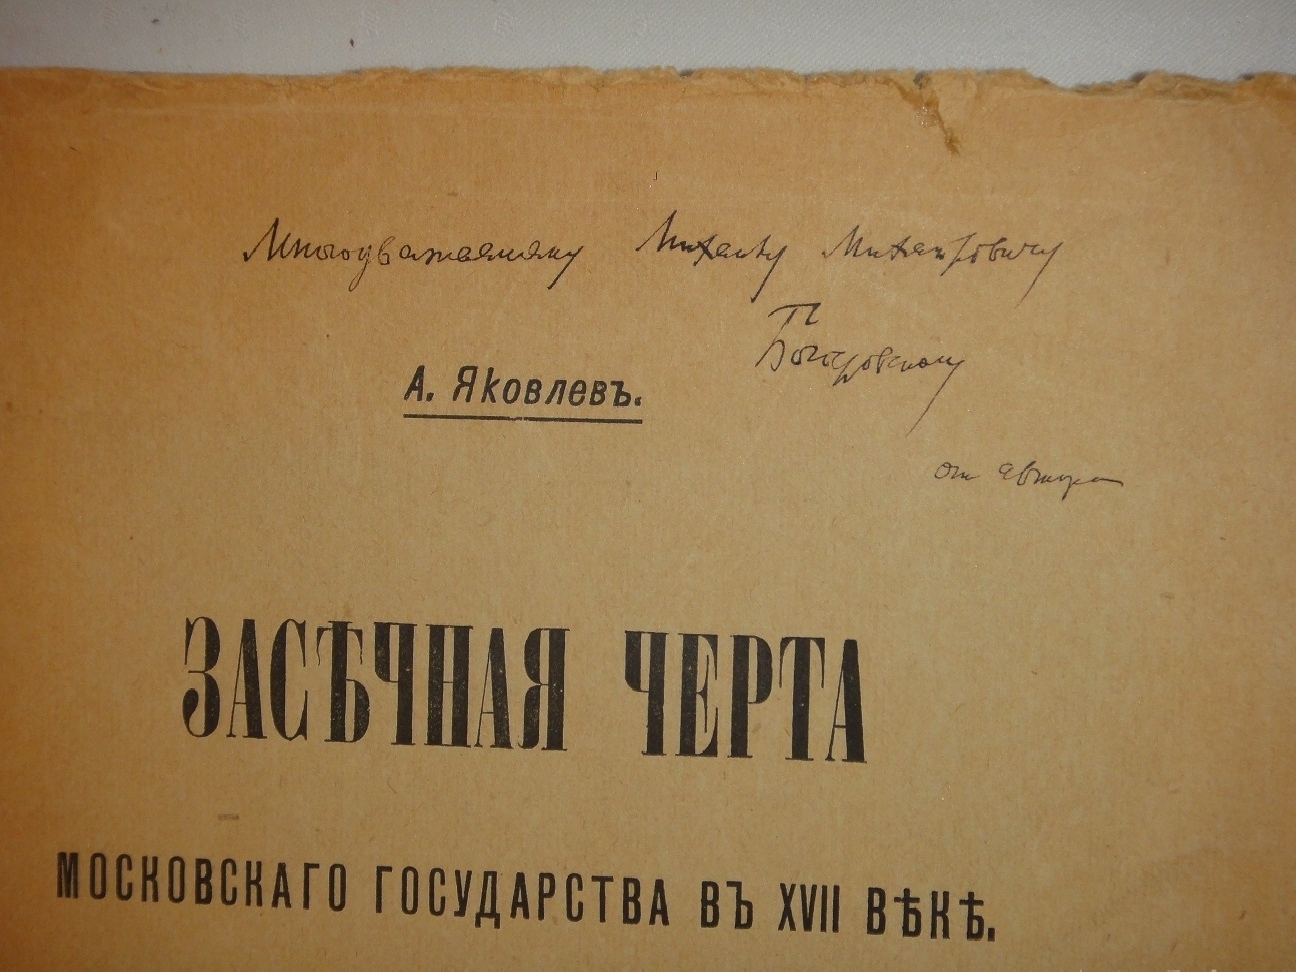 Многоуважаемому Михаилу Михайловичу
Богословскому
от автора
А. Яковлевъ.
ЗАСѢЧНАЯ ЧЕРТА
МОСКОВСКАГО ГОСУДАРСТВА ВЪ XVII ВѢКѢ.